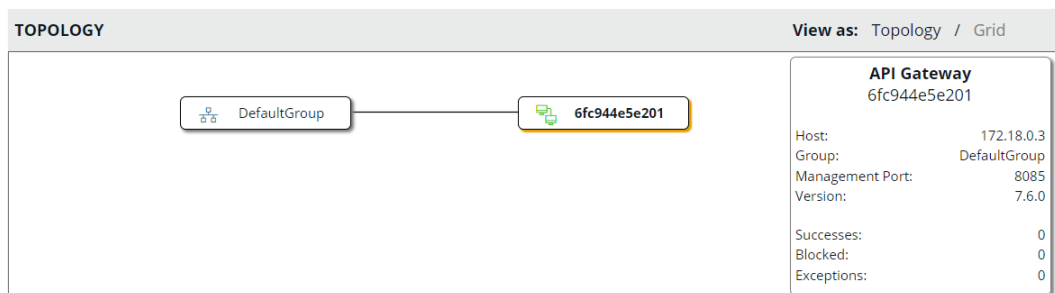 TOPOLOGY
View as: Topology / Grid
DefaultGroup
6fc944e5e201
API Gateway
6fc944e5e201
Host: 172.18.0.3
Group: DefaultGroup
Management Port: 8085
Version: 7.6.0
Successes: 0
Blocked: 0
Exceptions: 0